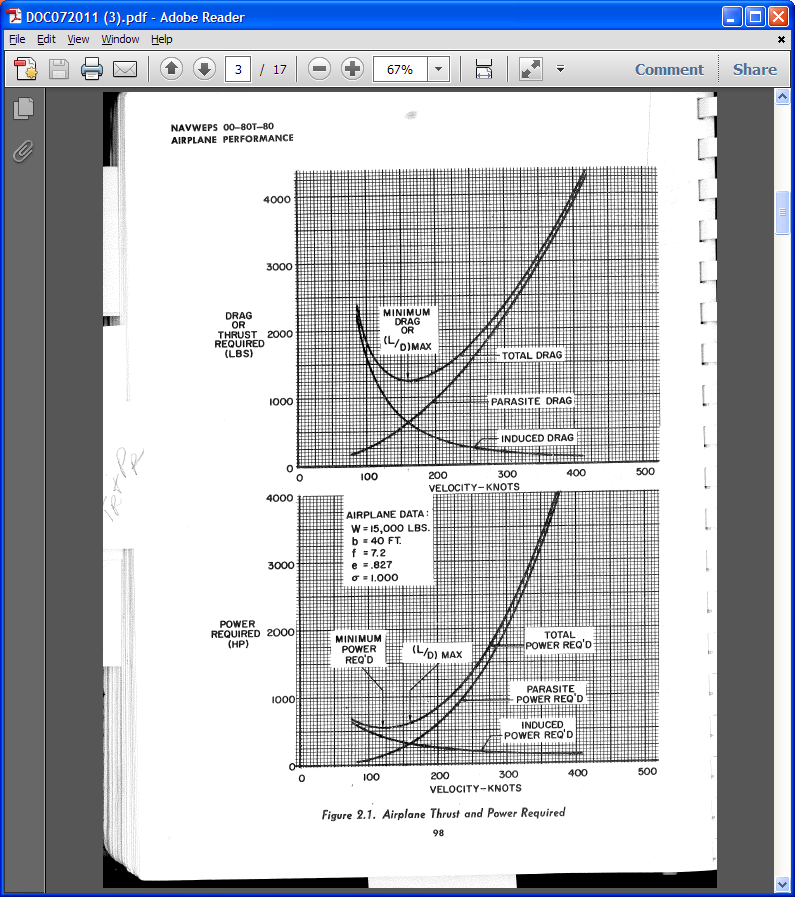 DOC072011 (3).pdf - Adobe Reader
File Edit View Window Help
3 / 17 67% Comment Share
NAVWEPS 00-80T-80
AIRPLANE PERFORMANCE
4000
3000
2000
1000
0
DRAG
OR
THRUST
REQUIRED
(LBS)
MINIMUM
DRAG
OR
(L/D)MAX
TOTAL DRAG
PARASITE DRAG
INDUCED DRAG
0 100 200 300 400 500
VELOCITY-KNOTS
4000
3000
2000
1000
0
POWER
REQUIRED
(HP)
AIRPLANE DATA:
W = 15,000 LBS.
b = 40 FT.
f = 7.2
e = .827
σ = 1.000
MINIMUM
POWER
REQ'D
(L/D) MAX
TOTAL
POWER REQ'D
PARASITE
POWER REQ'D
INDUCED
POWER REQ'D
0 100 200 300 400 500
VELOCITY-KNOTS
Figure 2.1. Airplane Thrust and Power Required
98